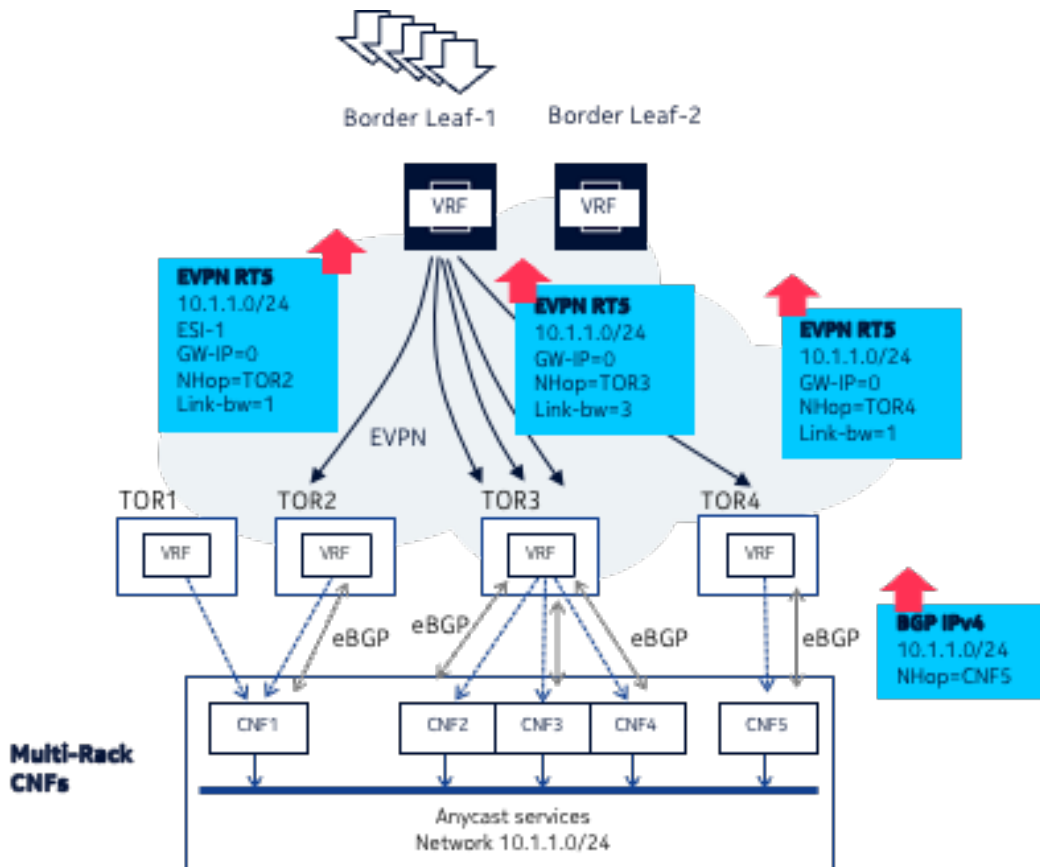 Border Leaf-1
Border Leaf-2
VRF
VRF
EVPN RT5
10.1.1.0/24
ESI-1
GW-IP=0
NHop=TOR2
Link-bw=1
EVPN RT5
10.1.1.0/24
GW-IP=0
NHop=TOR3
Link-bw=3
EVPN RT5
10.1.1.0/24
GW-IP=0
NHop=TOR4
Link-bw=1
EVPN
TOR1
TOR2
TOR3
TOR4
VRF
VRF
VRF
VRF
eBGP
eBGP
eBGP
eBGP
BGP IPv4
10.1.1.0/24
NHop=CNF5
Multi-Rack
CNFs
CNF1
CNF2
CNF3
CNF4
CNF5
Anycast services
Network 10.1.1.0/24